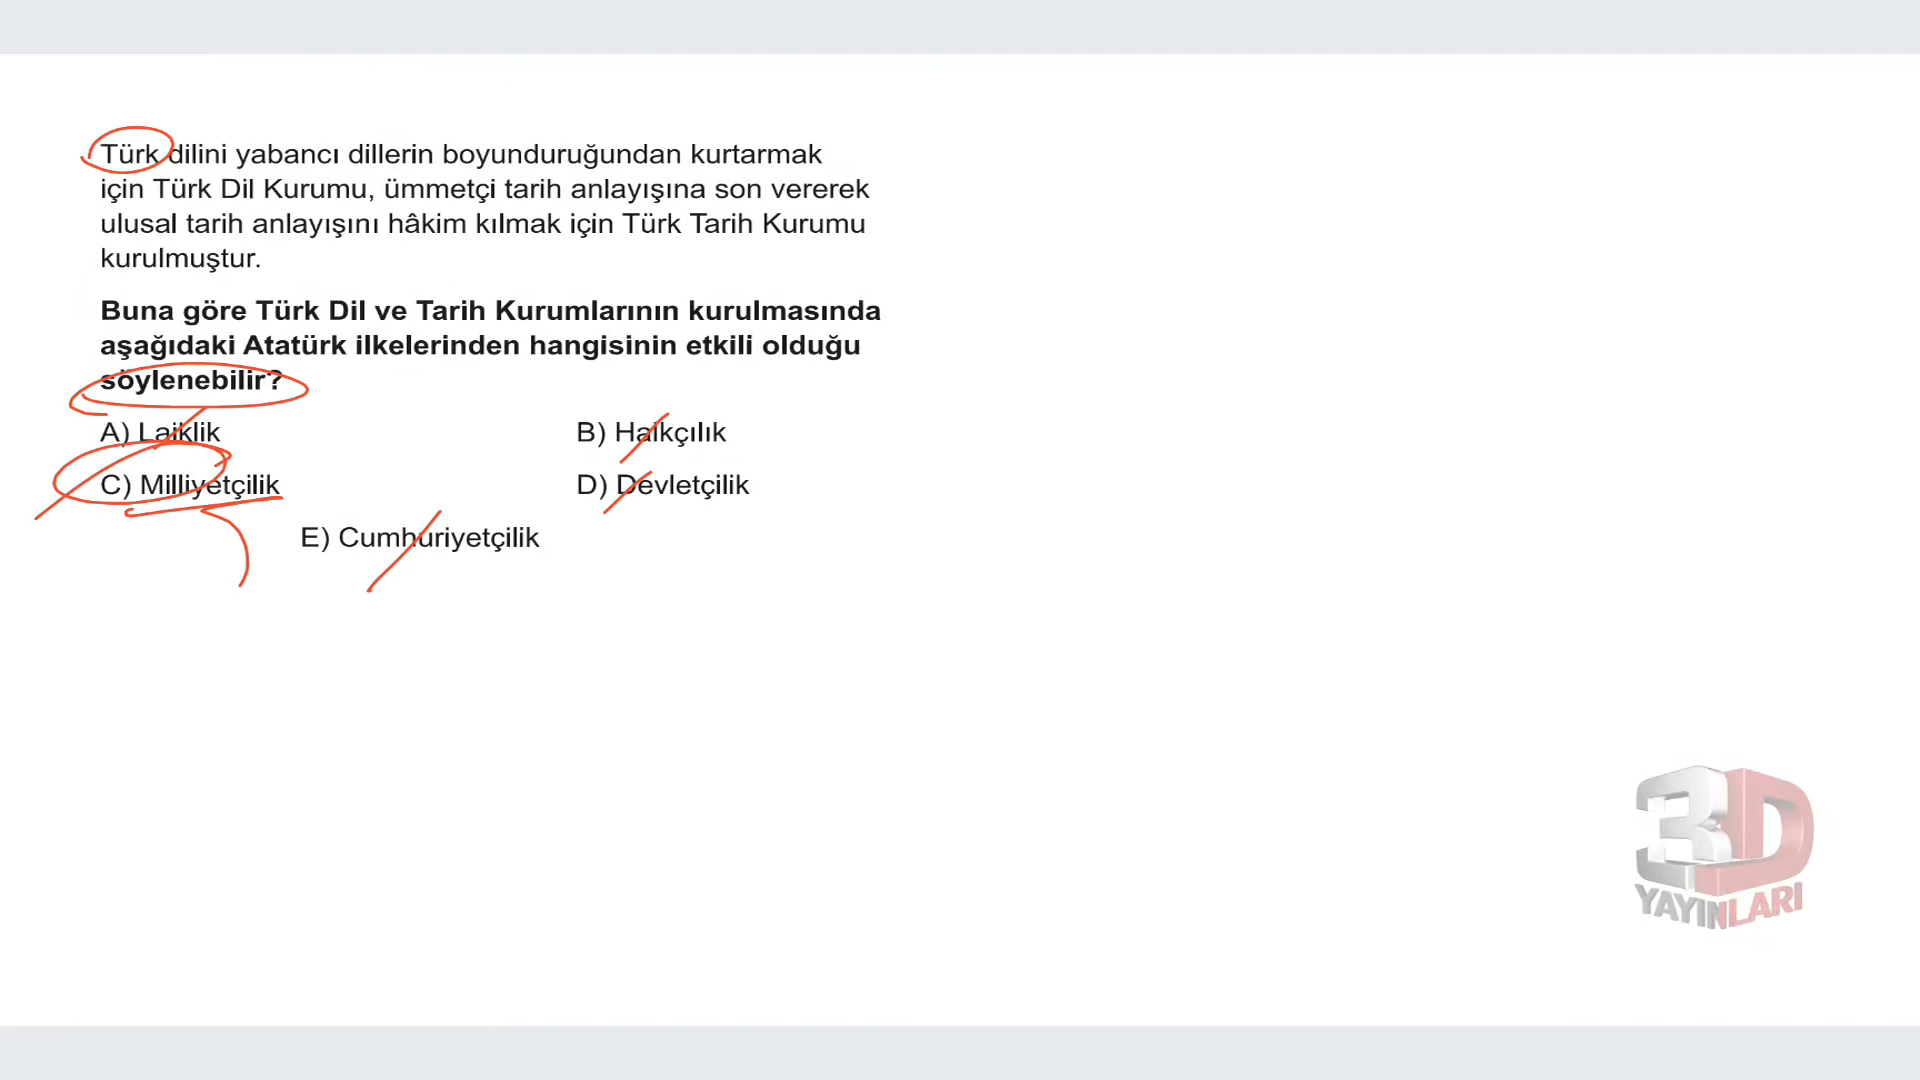 Türk dilini yabancı dillerin boyunduruğundan kurtarmak
için Türk Dil Kurumu, ümmetçi tarih anlayışına son vererek
ulusal tarih anlayışını hâkim kılmak için Türk Tarih Kurumu
kurulmuştur.
Buna göre Türk Dil ve Tarih Kurumlarının kurulmasında
aşağıdaki Atatürk ilkelerinden hangisinin etkili olduğu
söylenebilir?
A) Laiklik
B) Halkçılık
C) Milliyetçilik
D) Devletçilik
E) Cumhuriyetçilik
3D
YAYINLARI